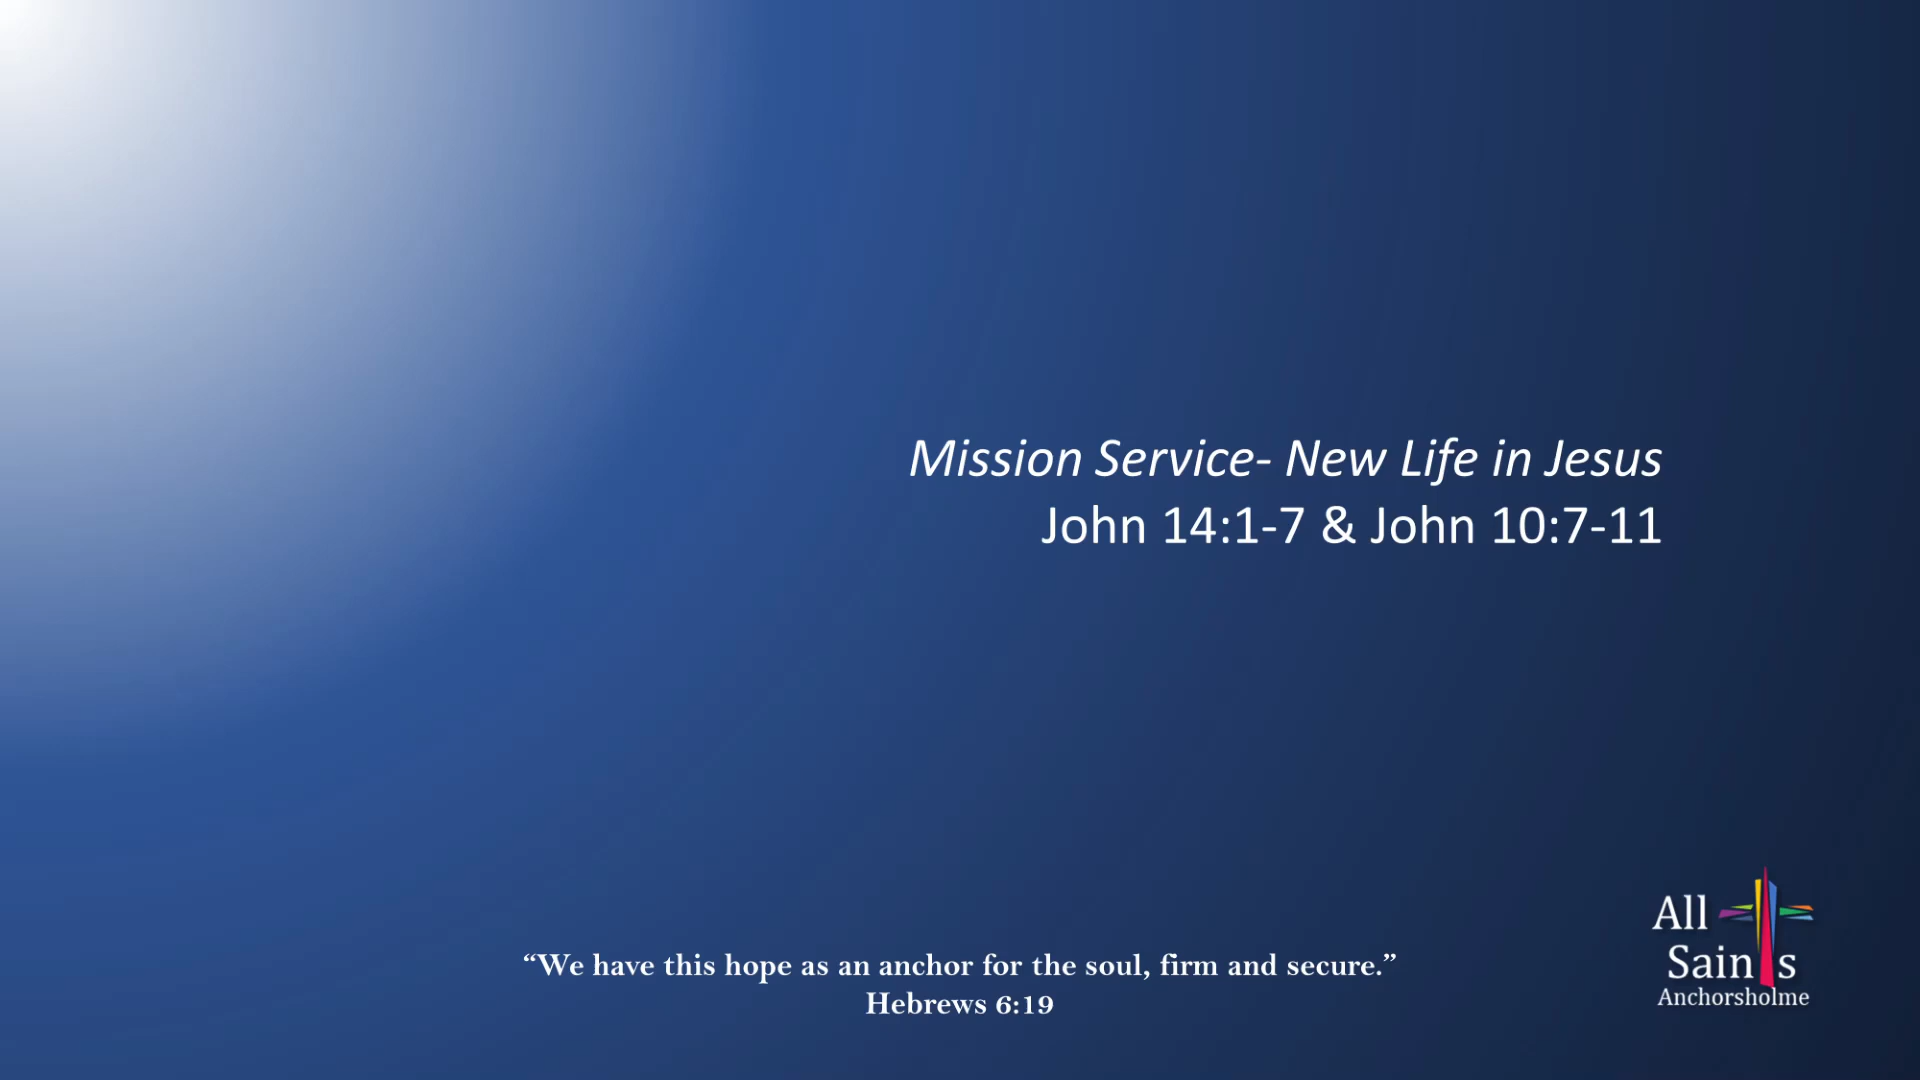 Mission Service- New Life in Jesus
John 14:1-7 & John 10:7-11
“We have this hope as an anchor for the soul, firm and secure.”
Hebrews 6:19
All
Saints
Anchorsholme